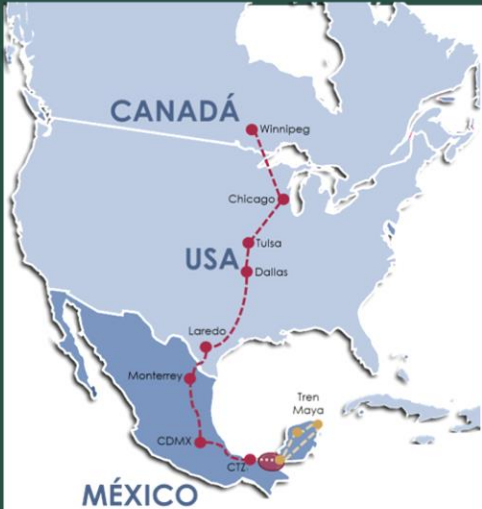 CANADÁ
Winnipeg
Chicago
Tulsa
USA
Dallas
Laredo
Monterrey
Tren
Maya
CDMX
CTZ
MÉXICO